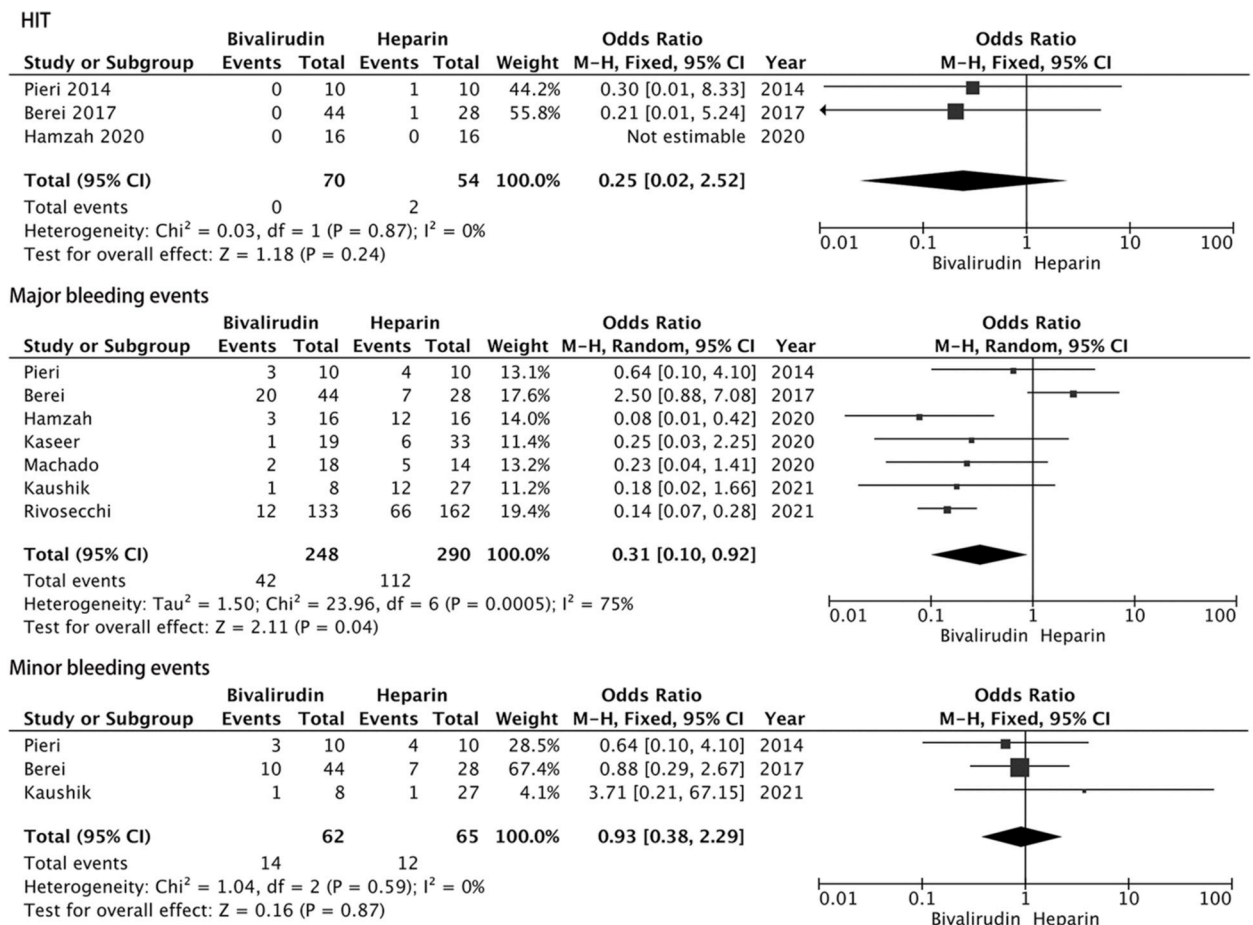 HIT
Bivalirudin Heparin Odds Ratio Odds Ratio
Study or Subgroup Events Total Events Total Weight M-H, Fixed, 95% CI Year M-H, Fixed, 95% CI
Pieri 2014 0 10 1 10 44.2% 0.30 [0.01, 8.33] 2014
Berei 2017 0 44 1 28 55.8% 0.21 [0.01, 5.24] 2017
Hamzah 2020 0 16 0 16 Not estimable 2020
Total (95% CI) 70 54 100.0% 0.25 [0.02, 2.52]
Total events 0 2
Heterogeneity: Chi² = 0.03, df = 1 (P = 0.87); I² = 0%
Test for overall effect: Z = 1.18 (P = 0.24)
0.01 0.1 1 10 100
Bivalirudin Heparin
Major bleeding events
Bivalirudin Heparin Odds Ratio Odds Ratio
Study or Subgroup Events Total Events Total Weight M-H, Random, 95% CI Year M-H, Random, 95% CI
Pieri 3 10 4 10 13.1% 0.64 [0.10, 4.10] 2014
Berei 20 44 7 28 17.6% 2.50 [0.88, 7.08] 2017
Hamzah 3 16 12 16 14.0% 0.08 [0.01, 0.42] 2020
Kaseer 1 19 6 33 11.4% 0.25 [0.03, 2.25] 2020
Machado 2 18 5 14 13.2% 0.23 [0.04, 1.41] 2020
Kaushik 1 8 12 27 11.2% 0.18 [0.02, 1.66] 2021
Rivosecchi 12 133 66 162 19.4% 0.14 [0.07, 0.28] 2021
Total (95% CI) 248 290 100.0% 0.31 [0.10, 0.92]
Total events 42 112
Heterogeneity: Tau² = 1.50; Chi² = 23.96, df = 6 (P = 0.0005); I² = 75%
Test for overall effect: Z = 2.11 (P = 0.04)
0.01 0.1 1 10 100
Bivalirudin Heparin
Minor bleeding events
Bivalirudin Heparin Odds Ratio Odds Ratio
Study or Subgroup Events Total Events Total Weight M-H, Fixed, 95% CI Year M-H, Fixed, 95% CI
Pieri 3 10 4 10 28.5% 0.64 [0.10, 4.10] 2014
Berei 10 44 7 28 67.4% 0.88 [0.29, 2.67] 2017
Kaushik 1 8 1 27 4.1% 3.71 [0.21, 67.15] 2021
Total (95% CI) 62 65 100.0% 0.93 [0.38, 2.29]
Total events 14 12
Heterogeneity: Chi² = 1.04, df = 2 (P = 0.59); I² = 0%
Test for overall effect: Z = 0.16 (P = 0.87)
0.01 0.1 1 10 100
Bivalirudin Heparin